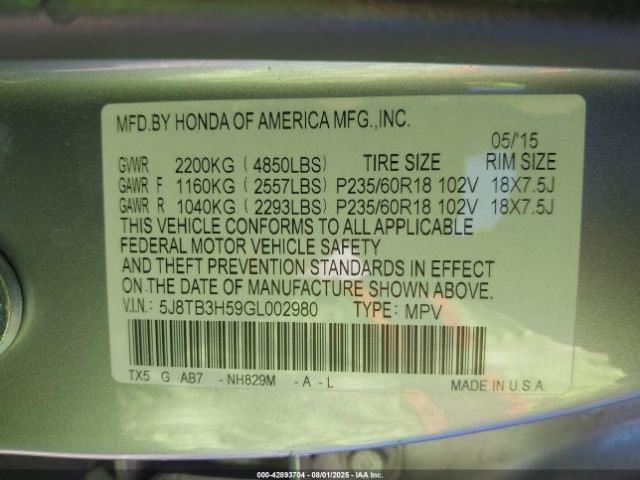 MFD.BY HONDA OF AMERICA MFG.,INC.
05/'15
GVWR 2200KG ( 4850LBS) TIRE SIZE RIM SIZE
GAWR F 1160KG ( 2557LBS) P235/60R18 102V 18X7.5J
GAWR R 1040KG ( 2293LBS) P235/60R18 102V 18X7.5J
THIS VEHICLE CONFORMS TO ALL APPLICABLE
FEDERAL MOTOR VEHICLE SAFETY
AND THEFT PREVENTION STANDARDS IN EFFECT
ON THE DATE OF MANUFACTURE SHOWN ABOVE.
V.I.N.: 5J8TB3H59GL002980 TYPE: MPV
TX5 G AB7 -NH829M -A-L MADE IN U.S.A.
000-42893704 - 08/01/2025 - IAA Inc.